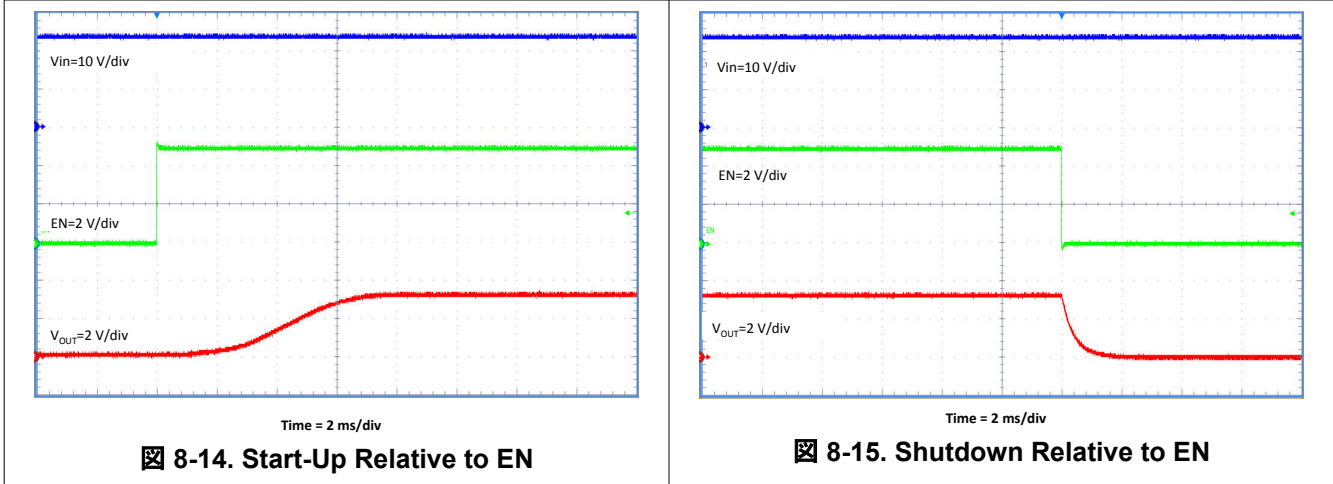 Vin=10 V/div
EN=2 V/div
VOUT=2 V/div
Time = 2 ms/div
図 8-14. Start-Up Relative to EN
Vin=10 V/div
EN=2 V/div
EN
VOUT=2 V/div
Time = 2 ms/div
図 8-15. Shutdown Relative to EN